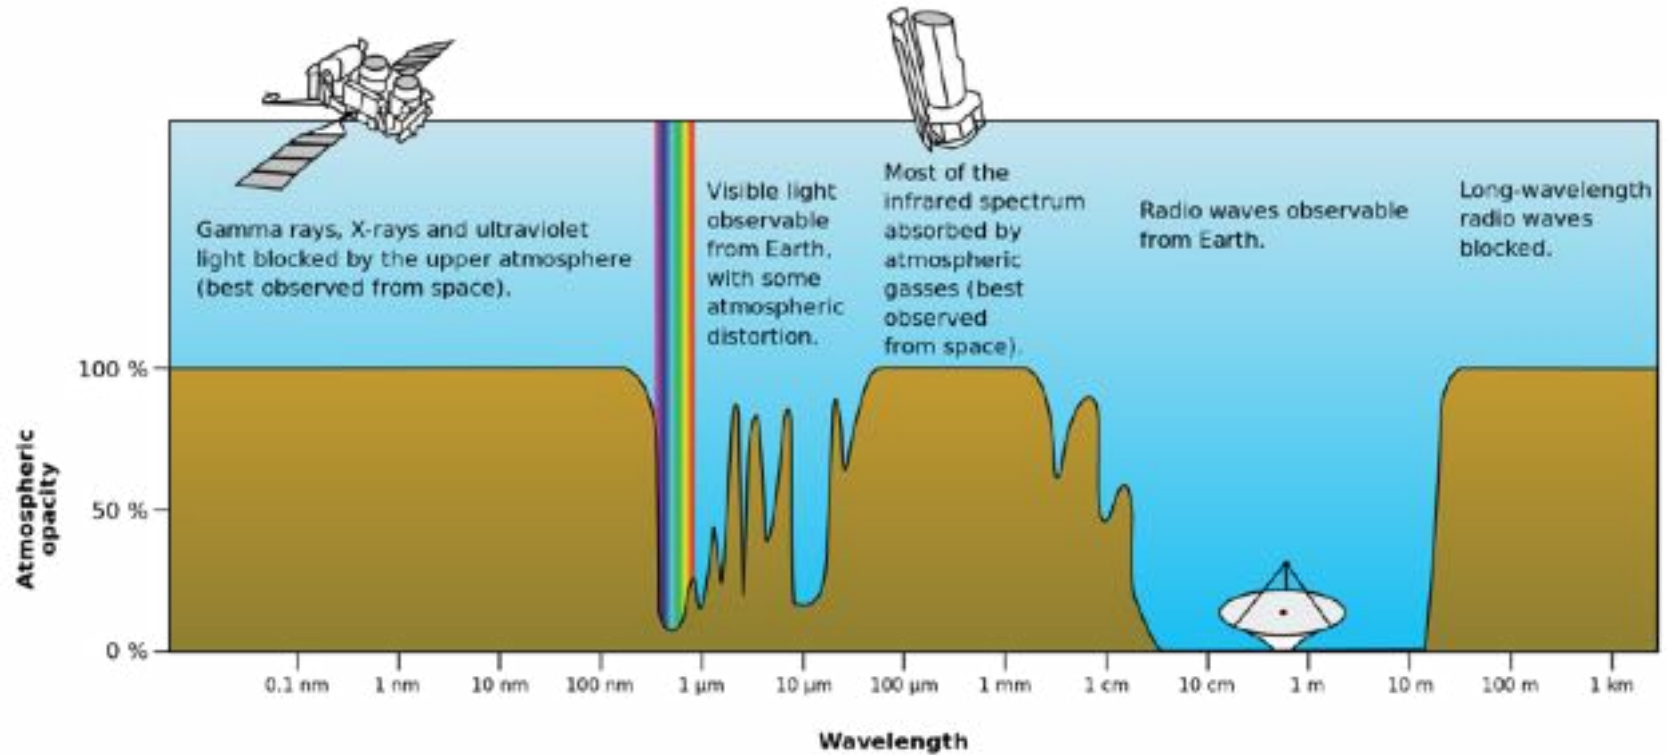 Gamma rays, X-rays and ultraviolet
light blocked by the upper atmosphere
(best observed from space).
Visible light
observable
from Earth,
with some
atmospheric
distortion.
Most of the
infrared spectrum
absorbed by
atmospheric
gasses (best
observed
from space).
Radio waves observable
from Earth.
Long-wavelength
radio waves
blocked.
Atmospheric
opacity
100 %
50 %
0 %
0.1 nm
1 nm
10 nm
100 nm
1 μm
10 μm
100 μm
1 mm
1 cm
10 cm
1 m
10 m
100 m
1 km
Wavelength